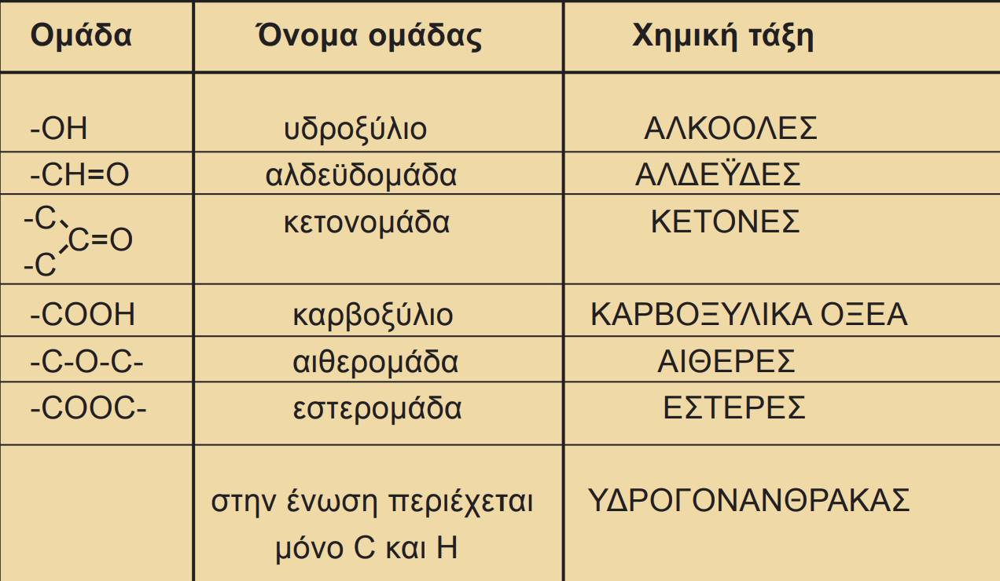 Ομάδα Όνομα ομάδας Χημική τάξη
-OH υδροξύλιο ΑΛΚΟΟΛΕΣ
-CH=O αλδεϋδομάδα ΑΛΔΕΫΔΕΣ
-C
C=O κετονομάδα ΚΕΤΟΝΕΣ
-C
-COOH καρβοξύλιο ΚΑΡΒΟΞΥΛΙΚΑ ΟΞΕΑ
-C-O-C- αιθερομάδα ΑΙΘΕΡΕΣ
-COOC- εστερομάδα ΕΣΤΕΡΕΣ
στην ένωση περιέχεται ΥΔΡΟΓΟΝΑΝΘΡΑΚΑΣ
μόνο C και H